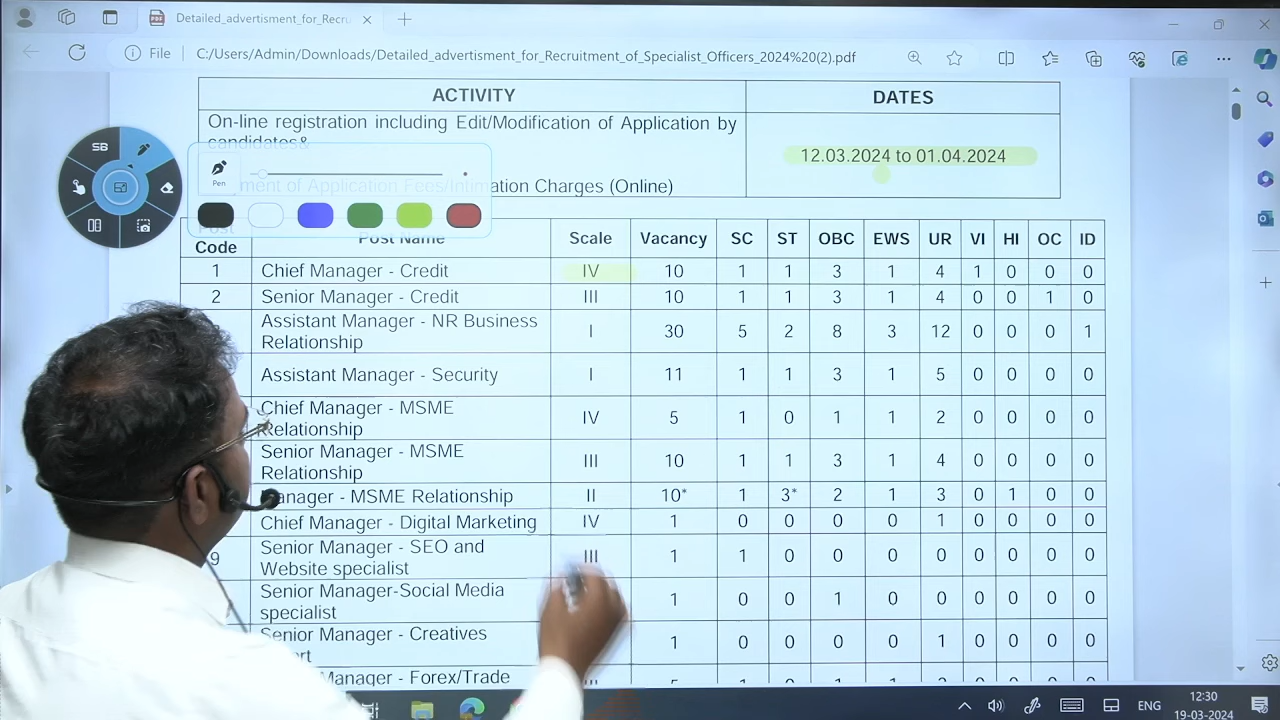 Detailed_advertisment_for_Recru
File C:/Users/Admin/Downloads/Detailed_advertisment_for_Recruitment_of_Specialist_Officers_2024%20(2).pdf
ACTIVITY DATES
On-line registration including Edit/Modification of Application by
candidates& 12.03.2024 to 01.04.2024
ment of Application Fees/Intimation Charges (Online)
SB
Pen
Post
Code Post Name Scale Vacancy SC ST OBC EWS UR VI HI OC ID
1 Chief Manager - Credit IV 10 1 1 3 1 4 1 0 0 0
2 Senior Manager - Credit III 10 1 1 3 1 4 0 0 1 0
Assistant Manager - NR Business
Relationship I 30 5 2 8 3 12 0 0 0 1
Assistant Manager - Security I 11 1 1 3 1 5 0 0 0 0
Chief Manager - MSME
Relationship IV 5 1 0 1 1 2 0 0 0 0
Senior Manager - MSME
Relationship III 10 1 1 3 1 4 0 0 0 0
anager - MSME Relationship II 10* 1 3* 2 1 3 0 1 0 0
Chief Manager - Digital Marketing IV 1 0 0 0 0 1 0 0 0 0
9 Senior Manager - SEO and
Website specialist III 1 1 0 0 0 0 0 0 0 0
Senior Manager-Social Media
specialist 1 0 0 1 0 0 0 0 0 0
Senior Manager - Creatives
1 0 0 0 0 1 0 0 0 0
Manager - Forex/Trade
ENG
12:30
19-03-2024